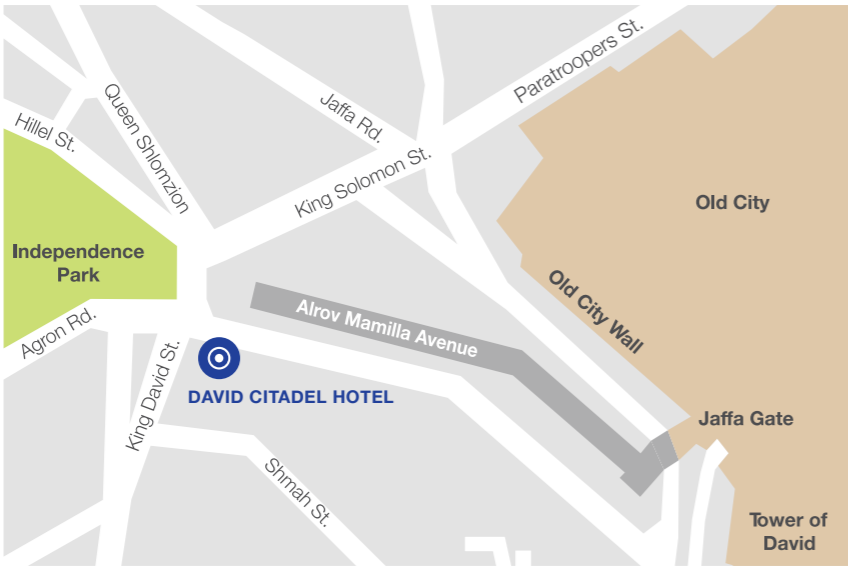 Paratroopers St.
Queen Shlomzion
Jaffa Rd.
Hillel St.
King Solomon St.
Old City
Independence
Park
Old City Wall
Alrov Mamilla Avenue
Agron Rd.
King David St.
DAVID CITADEL HOTEL
Jaffa Gate
Shmah St.
Tower of
David